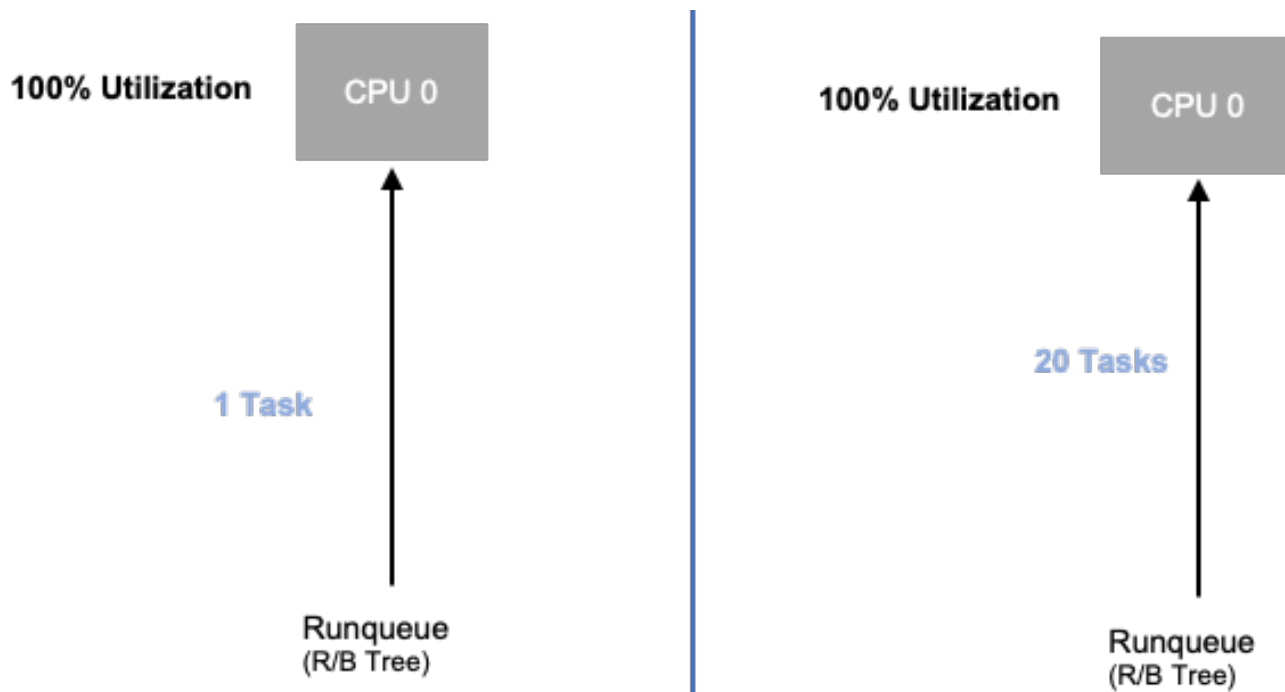 100% Utilization
CPU 0
1 Task
Runqueue
(R/B Tree)
100% Utilization
CPU 0
20 Tasks
Runqueue
(R/B Tree)